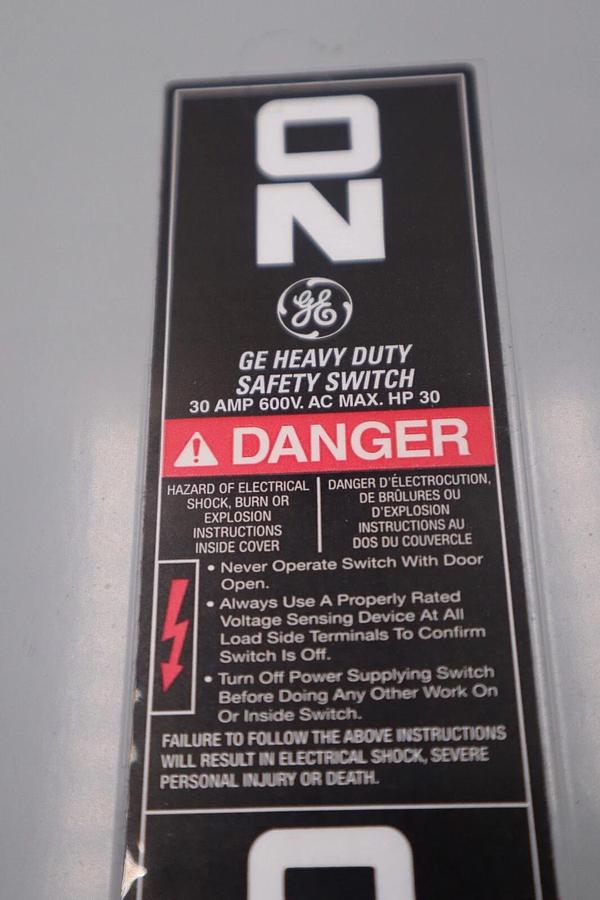 ON
GE
GE HEAVY DUTY
SAFETY SWITCH
30 AMP 600V. AC MAX. HP 30
DANGER
HAZARD OF ELECTRICAL
SHOCK, BURN OR
EXPLOSION
INSTRUCTIONS
INSIDE COVER
DANGER D'ÉLECTROCUTION,
DE BRÛLURES OU
D'EXPLOSION
INSTRUCTIONS AU
DOS DU COUVERCLE
• Never Operate Switch With Door
Open.
• Always Use A Properly Rated
Voltage Sensing Device At All
Load Side Terminals To Confirm
Switch Is Off.
• Turn Off Power Supplying Switch
Before Doing Any Other Work On
Or Inside Switch.
FAILURE TO FOLLOW THE ABOVE INSTRUCTIONS
WILL RESULT IN ELECTRICAL SHOCK, SEVERE
PERSONAL INJURY OR DEATH.